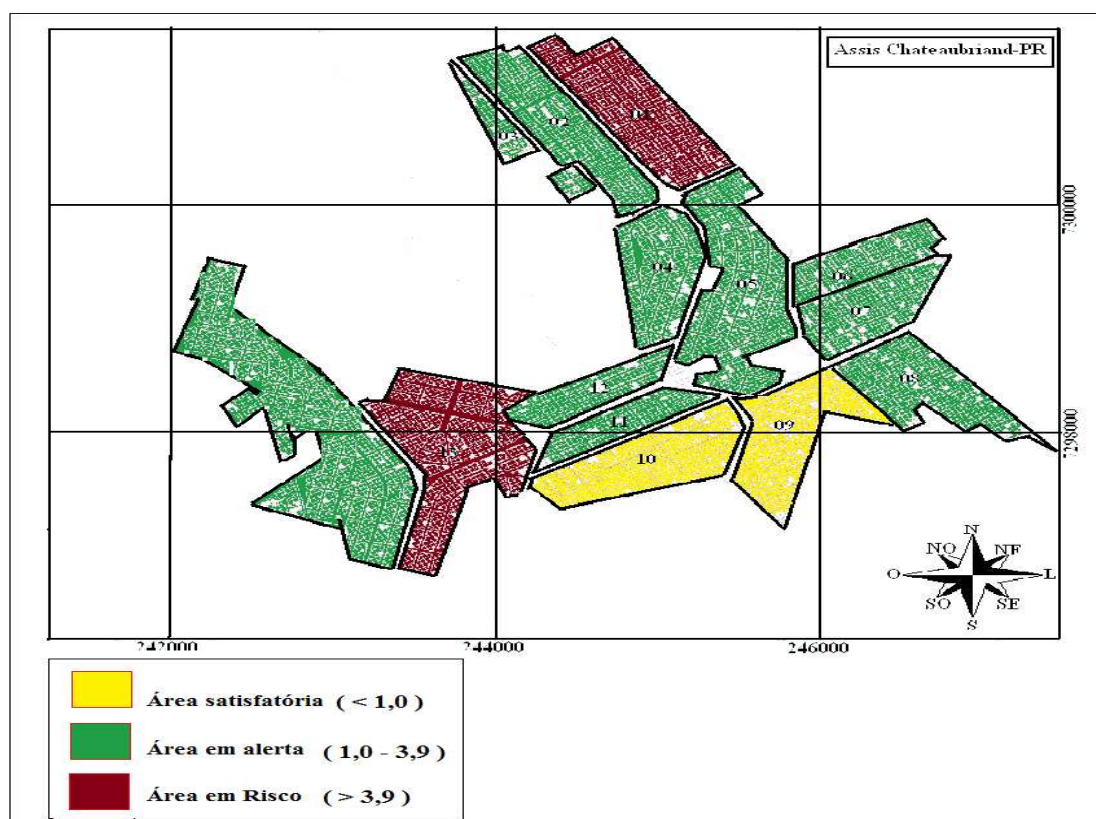 Assis Chateaubriand-PR
01
02
03
7300000
04
05
06
07
08
12
11
09
10
7298000
N
NO
NE
O
L
SO
SE
S
242000
244000
246000
Área satisfatória ( < 1,0 )
Área em alerta ( 1,0 - 3,9 )
Área em Risco ( > 3,9 )